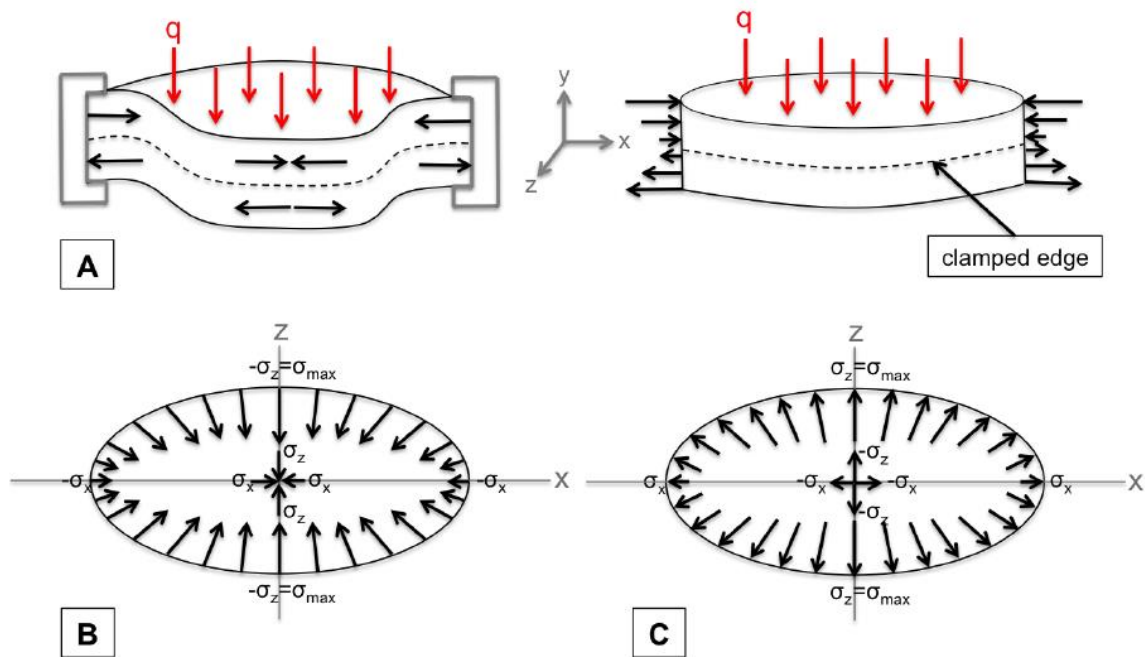 q
q
y
x
z
clamped edge
A
z
-σz=σmax
σz
-σx
σx
σx
-σx
x
σz
-σz=σmax
B
z
σz=σmax
-σz
σx
-σx
-σx
σx
x
-σz
σz=σmax
C